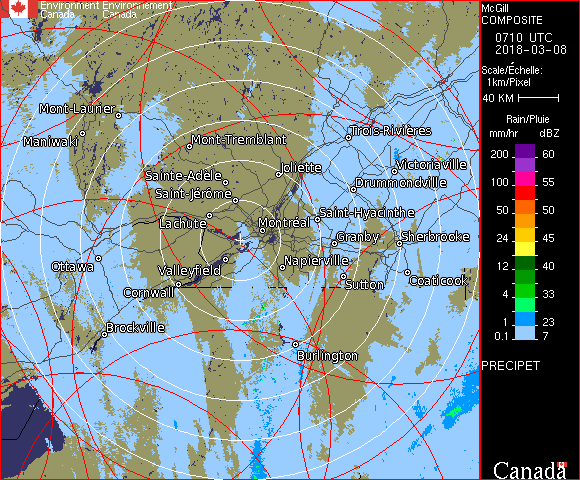 Environment Environnement
Canada Canada
McGill
COMPOSITE
0710 UTC
2018-03-08
Scale/Échelle:
1km/Pixel
40 KM
Rain/Pluie
mm/hr dBZ
200 60
100 55
50 50
24 45
12 40
4 33
1 23
0.1 7
PRECIPET
Canada
Mont-Laurier
Maniwaki
Mont-Tremblant
Trois-Rivières
Sainte-Adèle
Joliette
Victoriaville
Saint-Jérôme
Drummondville
Lachute
Montréal
Saint-Hyacinthe
Granby
Sherbrooke
Ottawa
Valleyfield
Napierville
Cornwall
Sutton
Coaticook
Brockville
Burlington